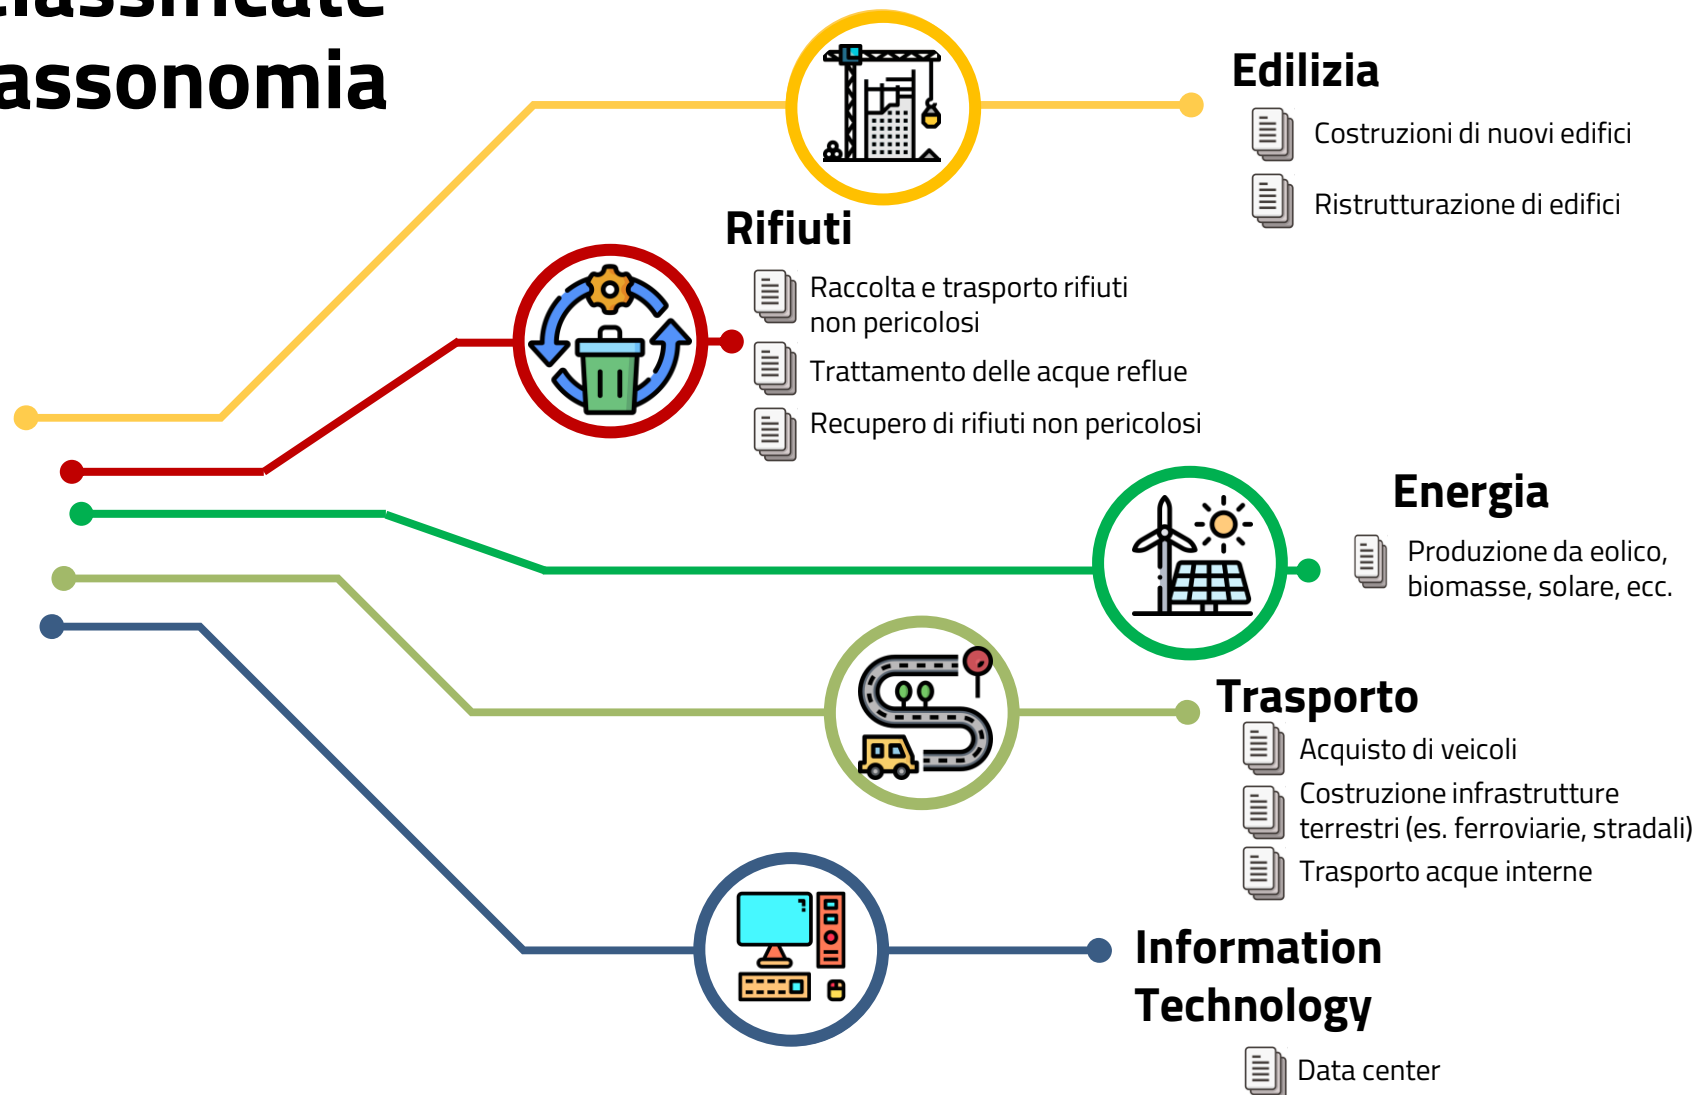 assonomia
Edilizia
Costruzioni di nuovi edifici
Ristrutturazione di edifici
Rifiuti
Raccolta e trasporto rifiuti
non pericolosi
Trattamento delle acque reflue
Recupero di rifiuti non pericolosi
Energia
Produzione da eolico,
biomasse, solare, ecc.
Trasporto
Acquisto di veicoli
Costruzione infrastrutture
terrestri (es. ferroviarie, stradali)
Trasporto acque interne
Information
Technology
Data center